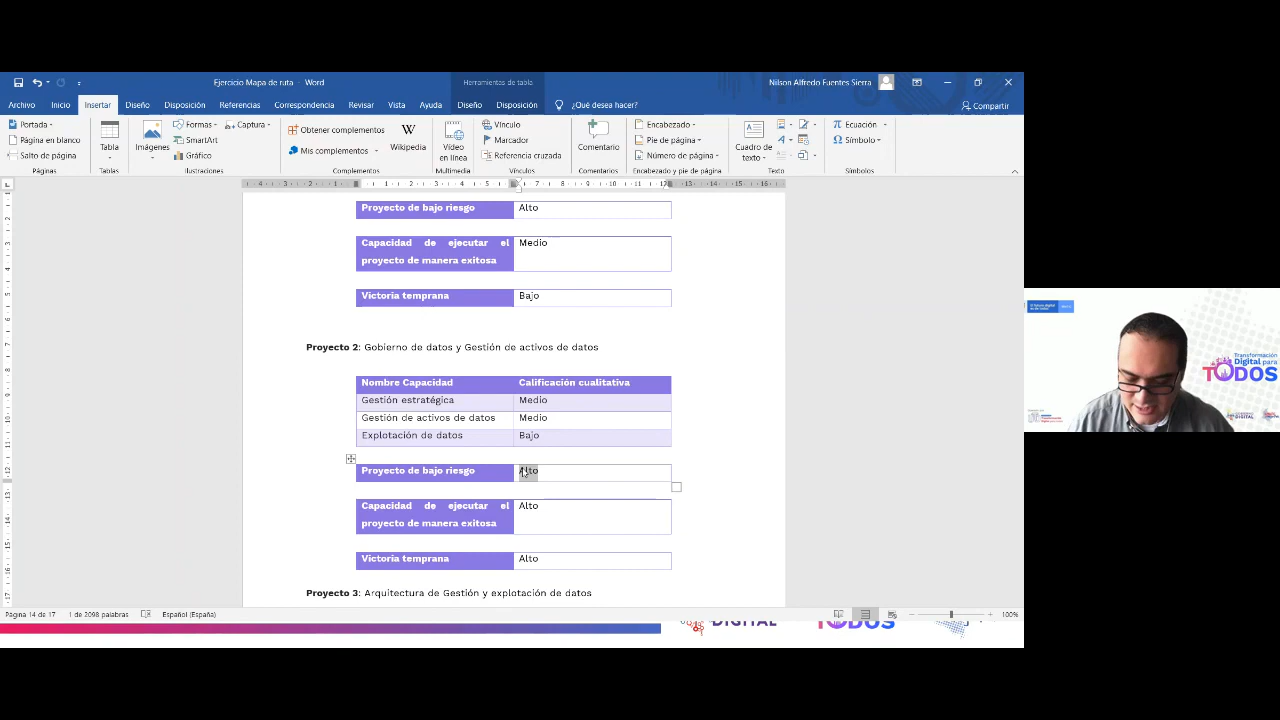 Ejercicio Mapa de ruta - Word
Herramientas de tabla
Nilson Alfredo Fuentes Sierra
Archivo Inicio Insertar Diseño Disposición Referencias Correspondencia Revisar Vista Ayuda Diseño Disposición ¿Qué desea hacer? Compartir
Portada
Página en blanco
Salto de página
Páginas
Tabla
Tablas
Imágenes
Formas
SmartArt
Gráfico
Captura
Ilustraciones
Obtener complementos
Mis complementos
Wikipedia
Complementos
Vídeo en línea
Multimedia
Vínculo
Marcador
Referencia cruzada
Vínculos
Comentario
Comentarios
Encabezado
Pie de página
Número de página
Encabezado y pie de página
Cuadro de texto
Texto
Ecuación
Símbolo
Símbolos
Proyecto de bajo riesgo Alto
Capacidad de ejecutar el Medio
proyecto de manera exitosa
Victoria temprana Bajo
Proyecto 2: Gobierno de datos y Gestión de activos de datos
Nombre Capacidad Calificación cualitativa
Gestión estratégica Medio
Gestión de activos de datos Medio
Explotación de datos Bajo
Proyecto de bajo riesgo Alto
Capacidad de ejecutar el Alto
proyecto de manera exitosa
Victoria temprana Alto
Proyecto 3: Arquitectura de Gestión y explotación de datos
Página 14 de 17 1 de 2098 palabras Español (España) 100%
DIGITAL TODOS
Transformación
Digital para
TODOS